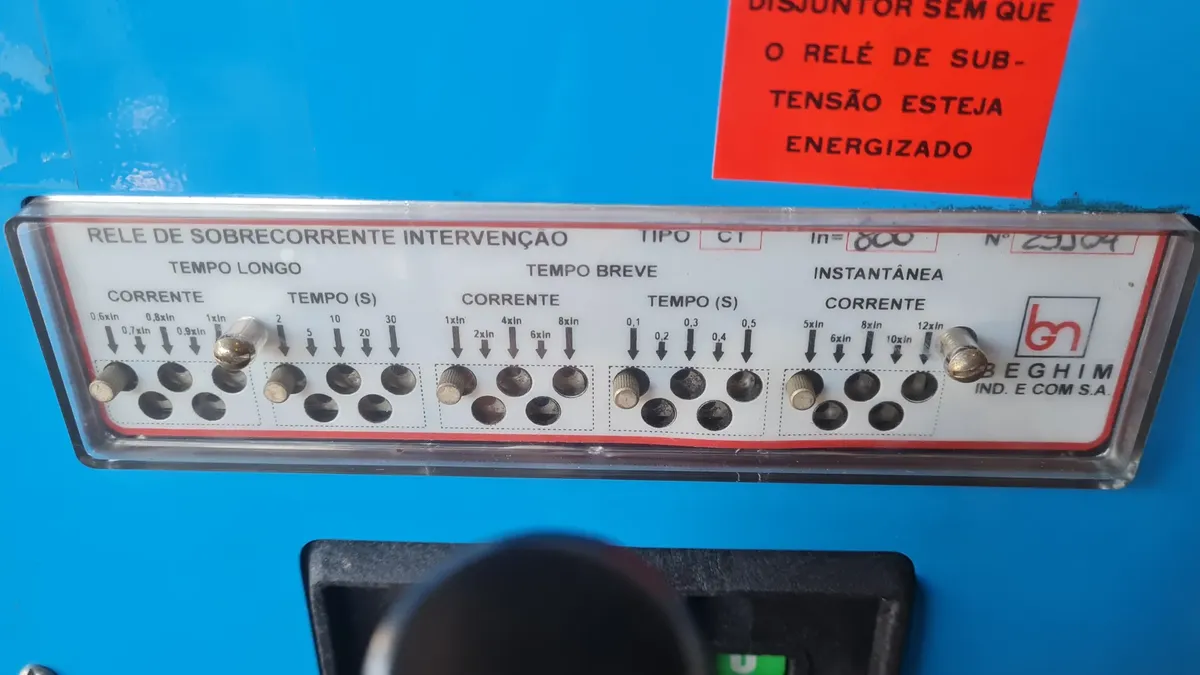 DISJUNTOR SEM QUE
O RELÉ DE SUB-
TENSÃO ESTEJA
ENERGIZADO
RELE DE SOBRECORRENTE INTERVENÇÃO TIPO C1 In= 800 Nº
TEMPO LONGO TEMPO BREVE INSTANTÂNEA
CORRENTE TEMPO (S) CORRENTE TEMPO (S) CORRENTE
0,6xIn 0,8xIn 1xIn 2 10 30 1xIn 4xIn 8xIn 0,1 0,3 0,5 5xIn 8xIn 12xIn
0,7xIn 0,9xIn 5 20 2xIn 6xIn 0,2 0,4 6xIn 10xIn
BEGHIM
IND. E COM S.A.